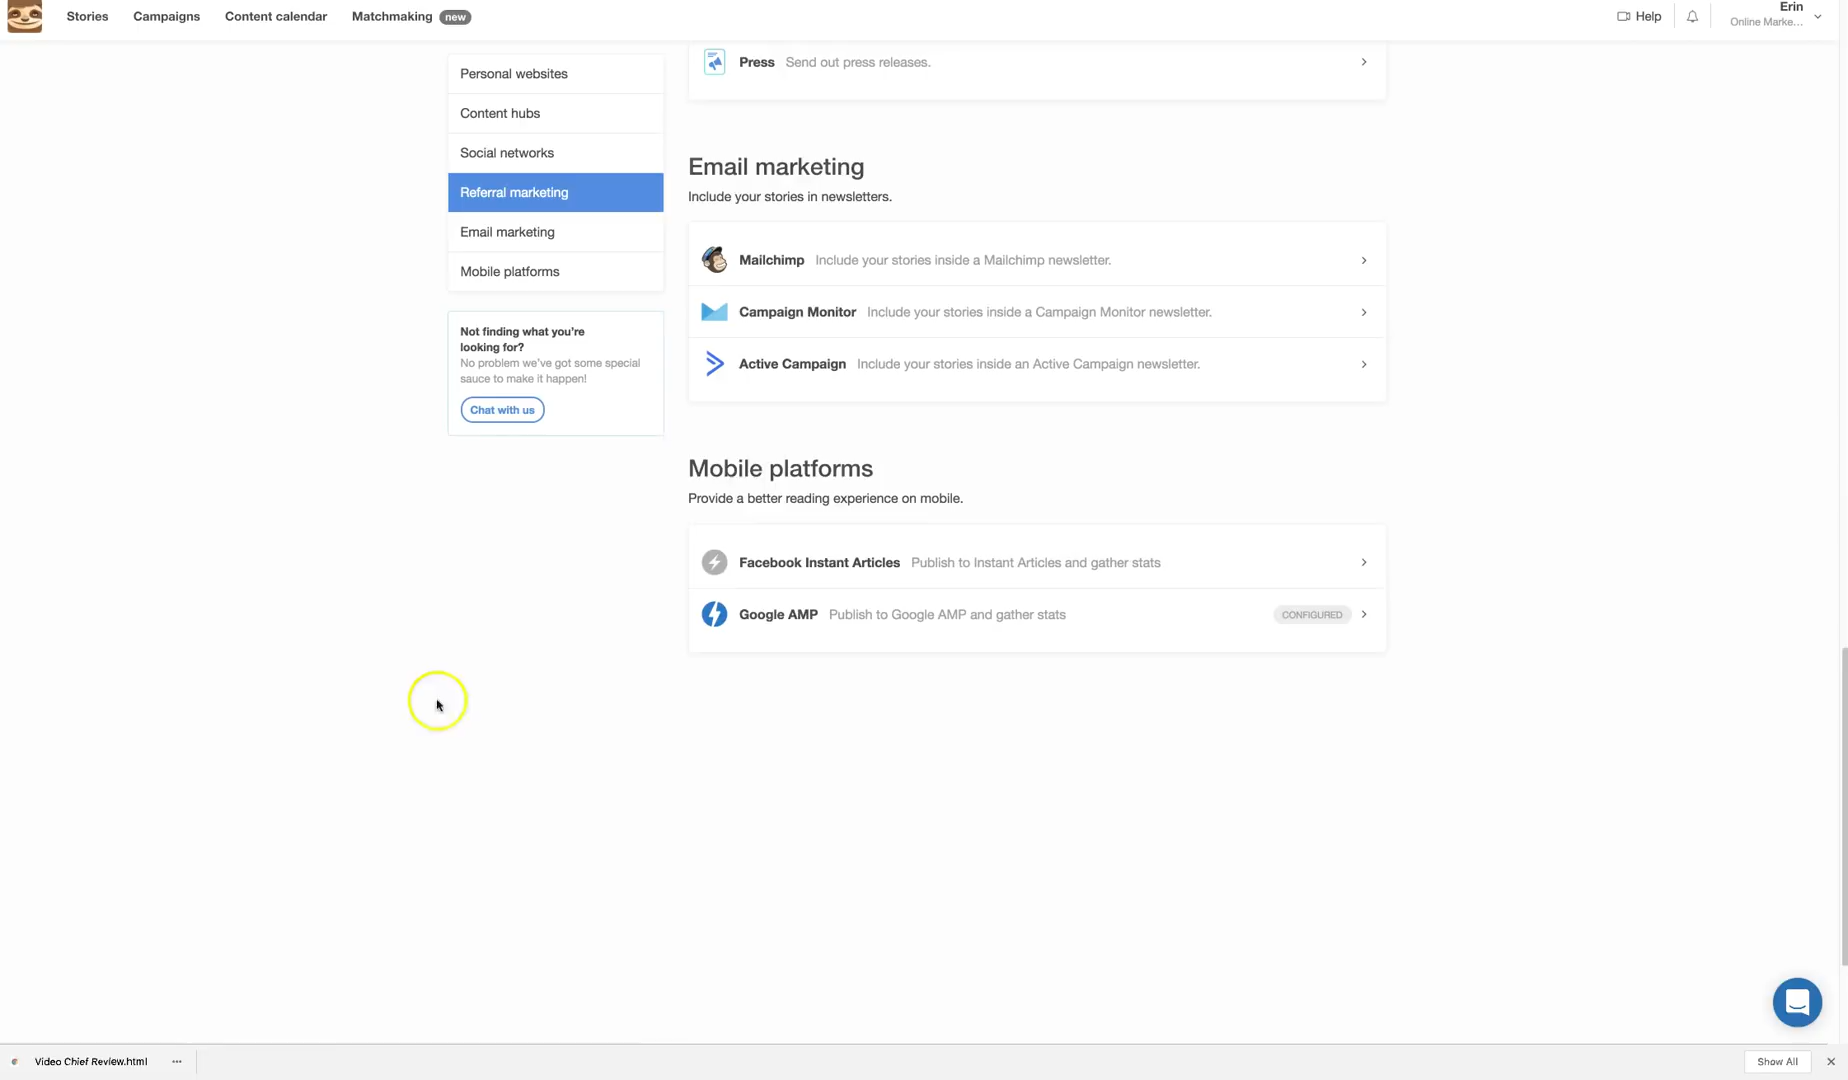 Stories
Campaigns
Content calendar
Matchmaking new
Help
Erin
Online Marke...
Personal websites
Content hubs
Social networks
Referral marketing
Email marketing
Mobile platforms
Not finding what you're
looking for?
No problem we've got some special
sauce to make it happen!
Chat with us
Press Send out press releases.
Email marketing
Include your stories in newsletters.
Mailchimp Include your stories inside a Mailchimp newsletter.
Campaign Monitor Include your stories inside a Campaign Monitor newsletter.
Active Campaign Include your stories inside an Active Campaign newsletter.
Mobile platforms
Provide a better reading experience on mobile.
Facebook Instant Articles Publish to Instant Articles and gather stats
Google AMP Publish to Google AMP and gather stats CONFIGURED
Video Chief Review.html
Show All